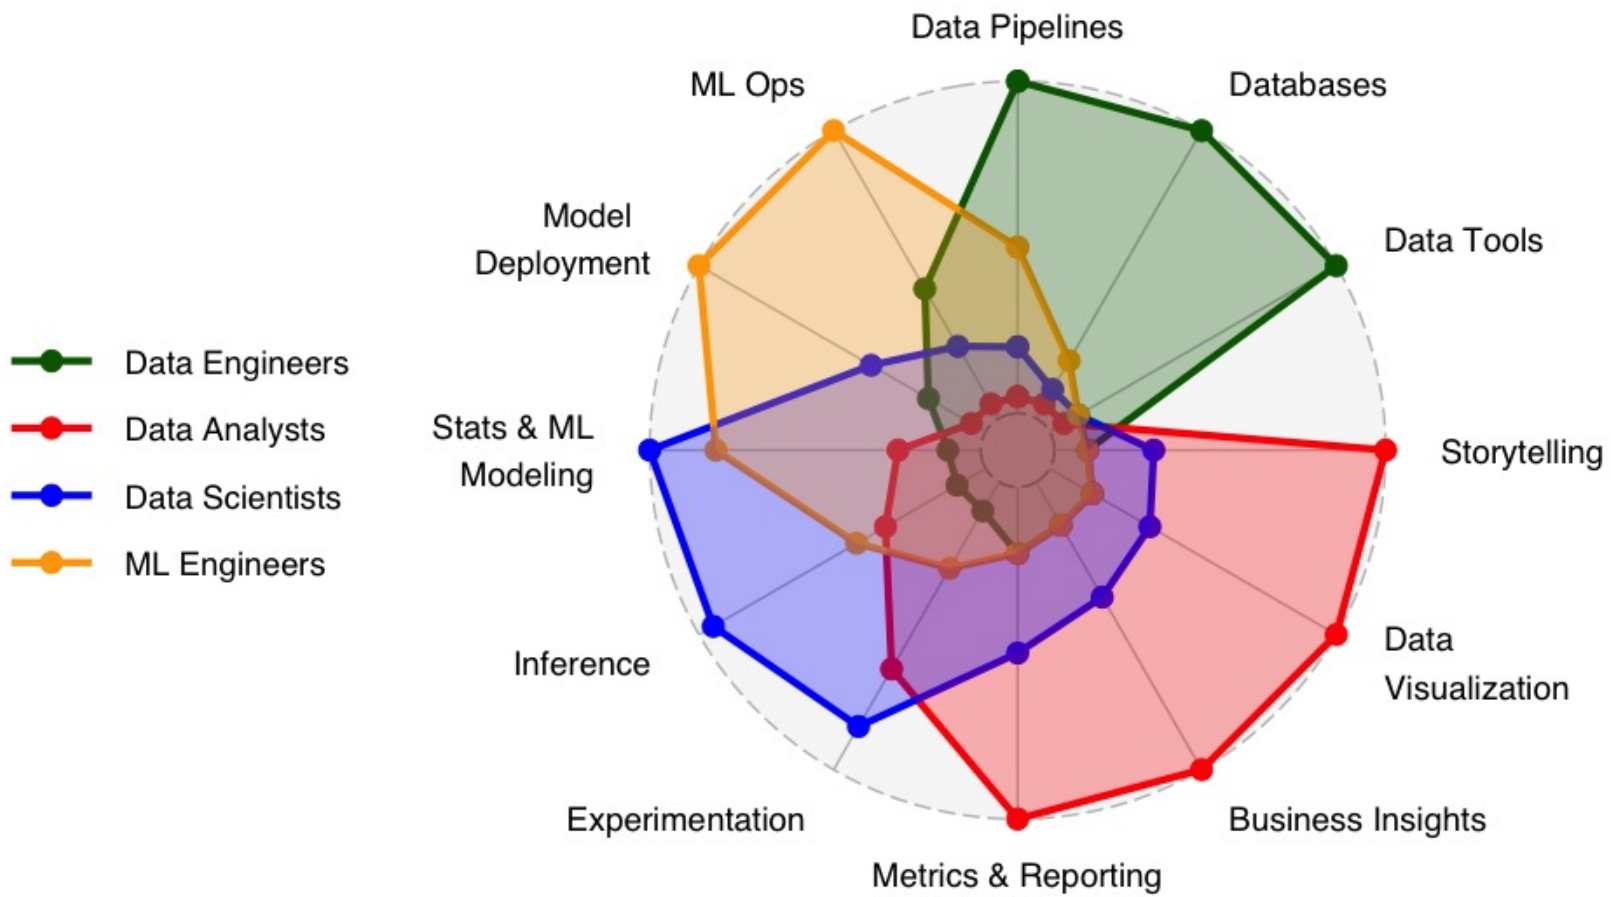 Data Pipelines
ML Ops
Databases
Model
Deployment
Data Tools
Data Engineers
Data Analysts
Data Scientists
ML Engineers
Stats & ML
Modeling
Storytelling
Inference
Data
Visualization
Experimentation
Business Insights
Metrics & Reporting